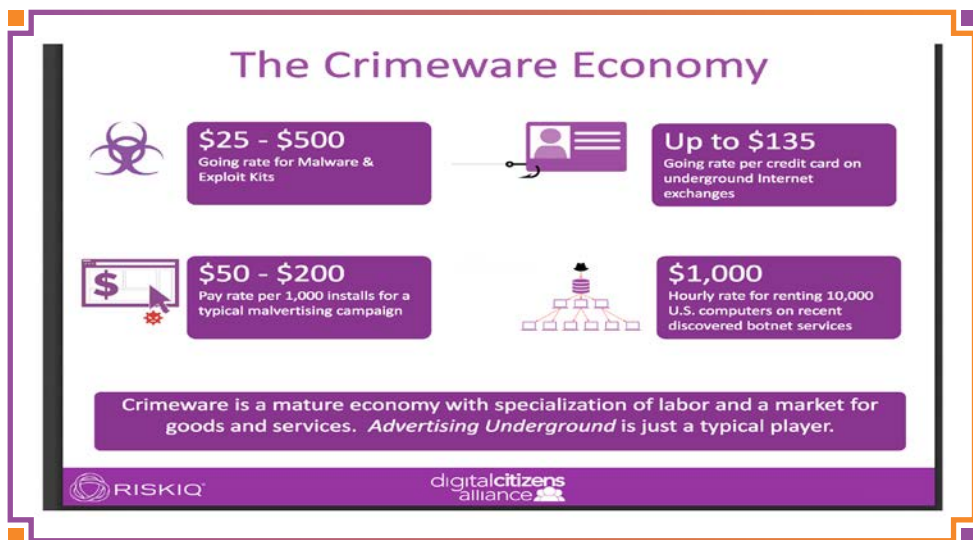 The Crimeware Economy
$25 - $500
Going rate for Malware &
Exploit Kits
Up to $135
Going rate per credit card on
underground Internet
exchanges
$
$50 - $200
Pay rate per 1,000 installs for a
typical malvertising campaign
$1,000
Hourly rate for renting 10,000
U.S. computers on recent
discovered botnet services
Crimeware is a mature economy with specialization of labor and a market for
goods and services. Advertising Underground is just a typical player.
RISKIQ
digitalcitizens
alliance